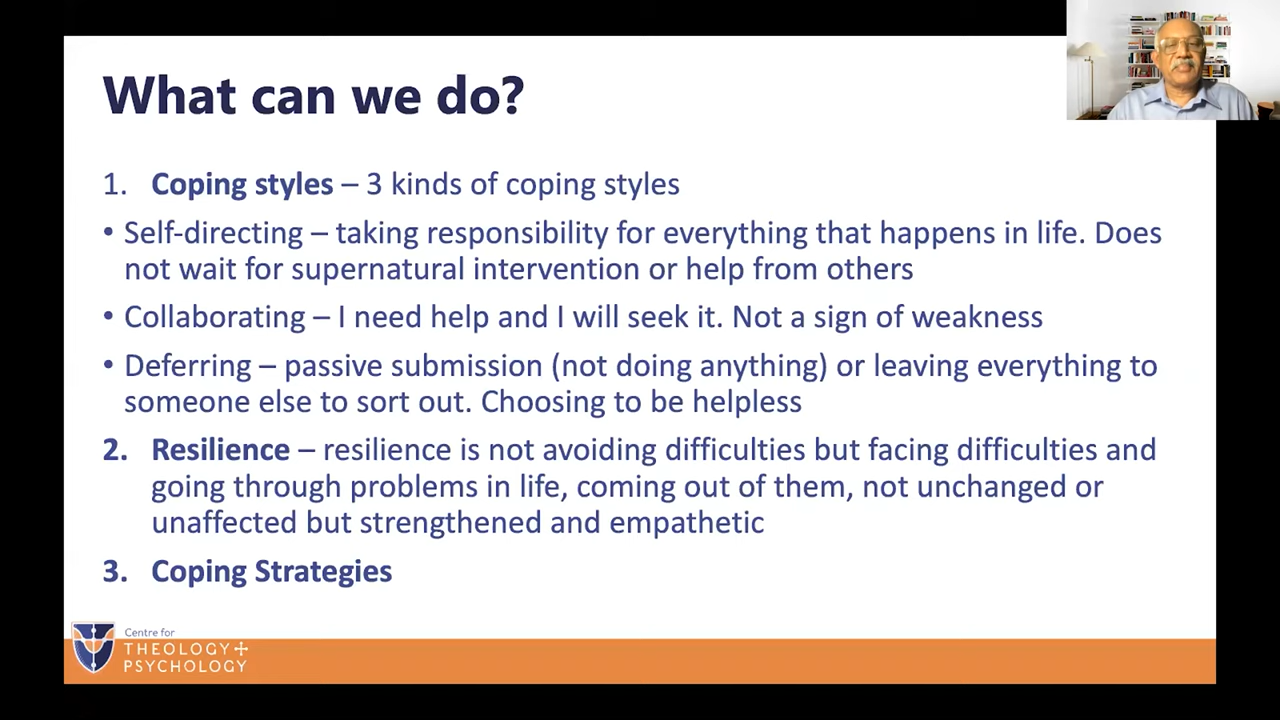 What can we do?
1. Coping styles – 3 kinds of coping styles
• Self-directing – taking responsibility for everything that happens in life. Does
not wait for supernatural intervention or help from others
• Collaborating – I need help and I will seek it. Not a sign of weakness
• Deferring – passive submission (not doing anything) or leaving everything to
someone else to sort out. Choosing to be helpless
2. Resilience – resilience is not avoiding difficulties but facing difficulties and
going through problems in life, coming out of them, not unchanged or
unaffected but strengthened and empathetic
3. Coping Strategies
Centre for
THEOLOGY+
PSYCHOLOGY